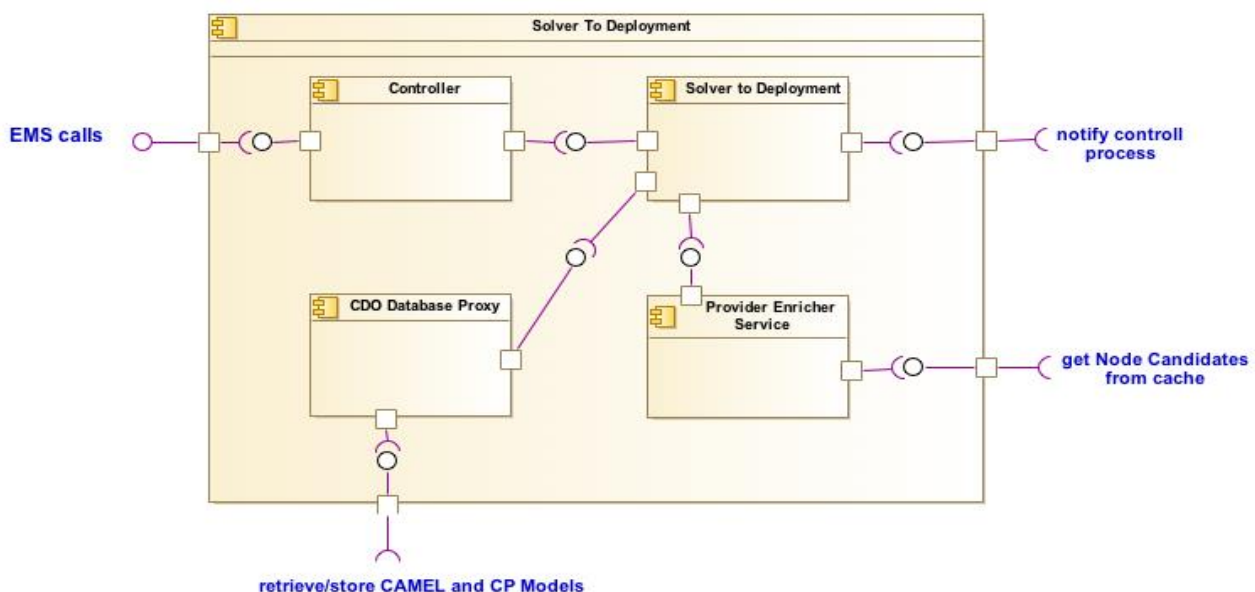 Solver To Deployment
Controller
Solver to Deployment
EMS calls
notify controll
process
CDO Database Proxy
Provider Enricher
Service
get Node Candidates
from cache
retrieve/store CAMEL and CP Models